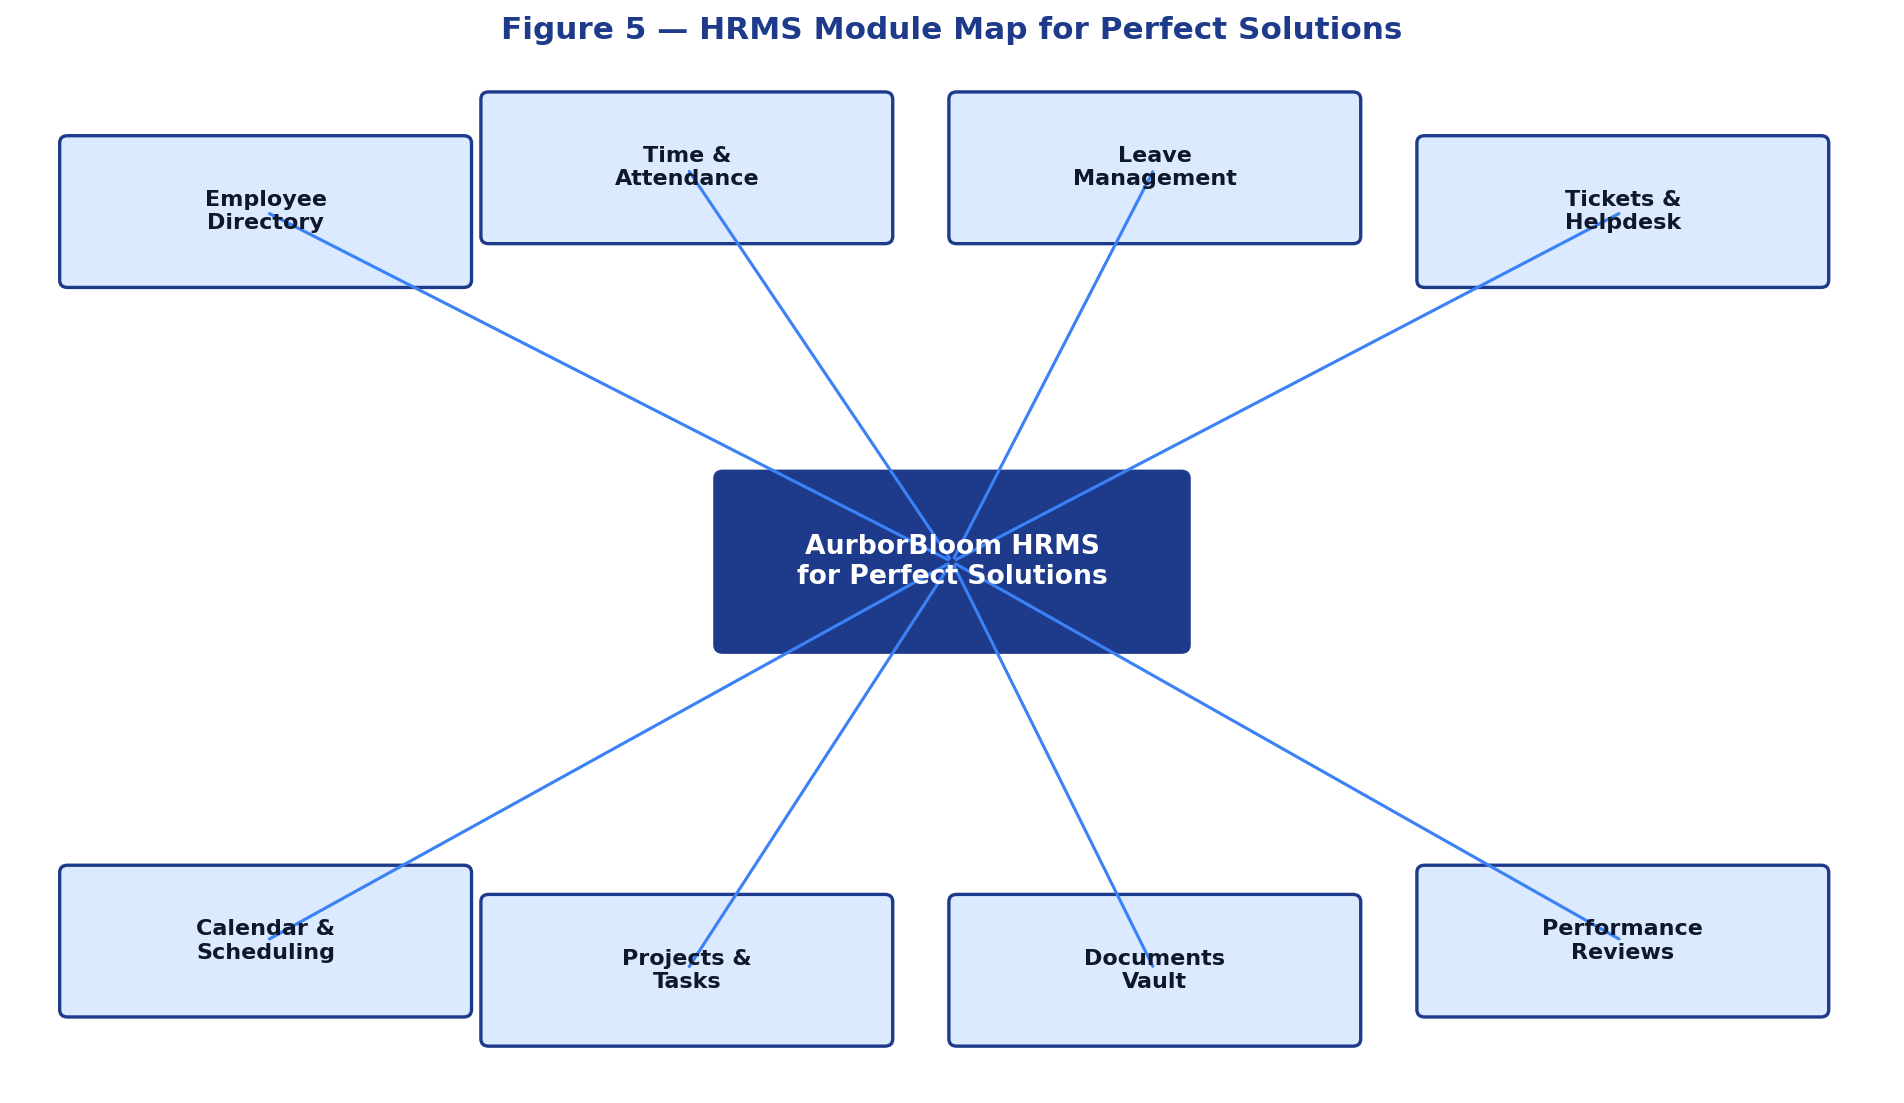 Figure 5 — HRMS Module Map for Perfect Solutions
Employee
Directory
Time &
Attendance
Leave
Management
Tickets &
Helpdesk
AurborBloom HRMS
for Perfect Solutions
Calendar &
Scheduling
Projects &
Tasks
Documents
Vault
Performance
Reviews